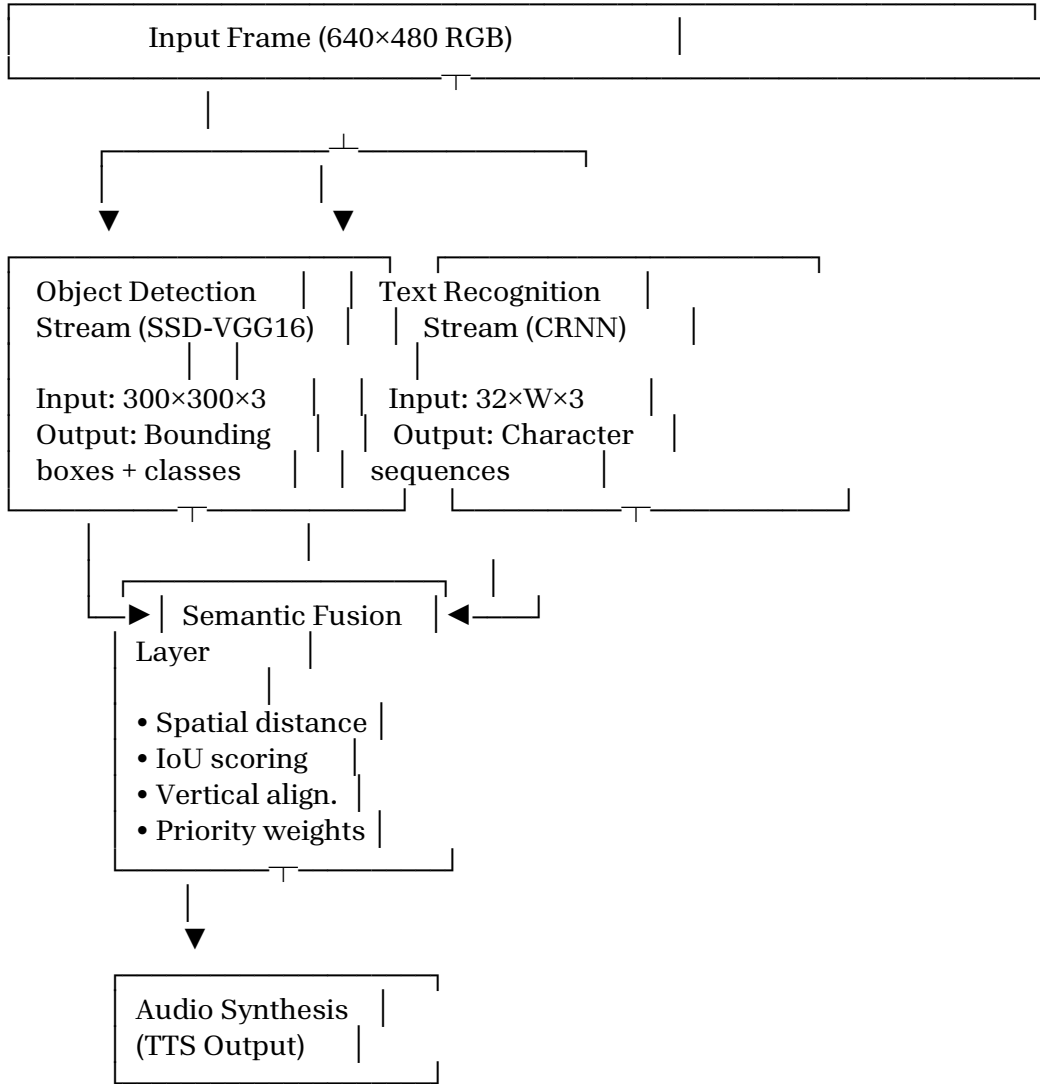 Input Frame (640×480 RGB)
Object Detection
Stream (SSD-VGG16)
Input: 300×300×3
Output: Bounding
boxes + classes
Text Recognition
Stream (CRNN)
Input: 32×W×3
Output: Character
sequences
Semantic Fusion
Layer
• Spatial distance
• IoU scoring
• Vertical align.
• Priority weights
Audio Synthesis
(TTS Output)